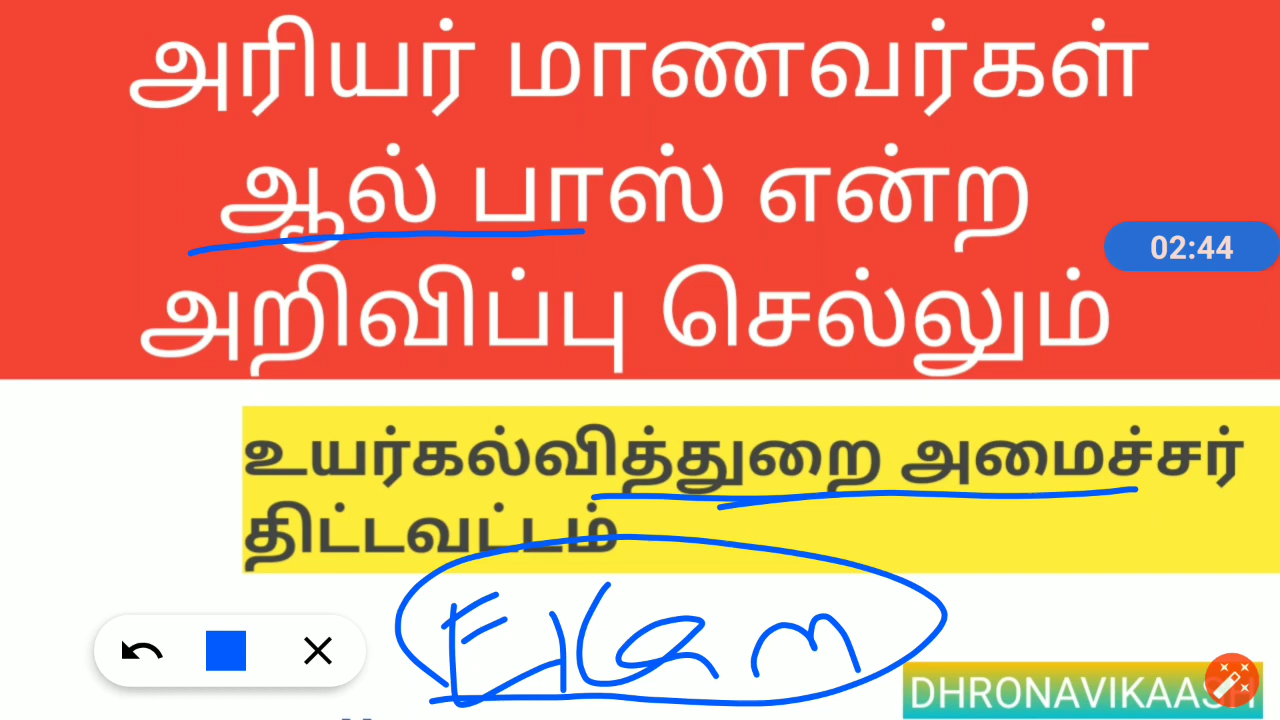 அரியர் மாணவர்கள்
ஆல் பாஸ் என்ற
அறிவிப்பு செல்லும்
02:44
உயர்கல்வித்துறை அமைச்சர்
திட்டவட்டம்
Exam
DHRONAVIKAASH